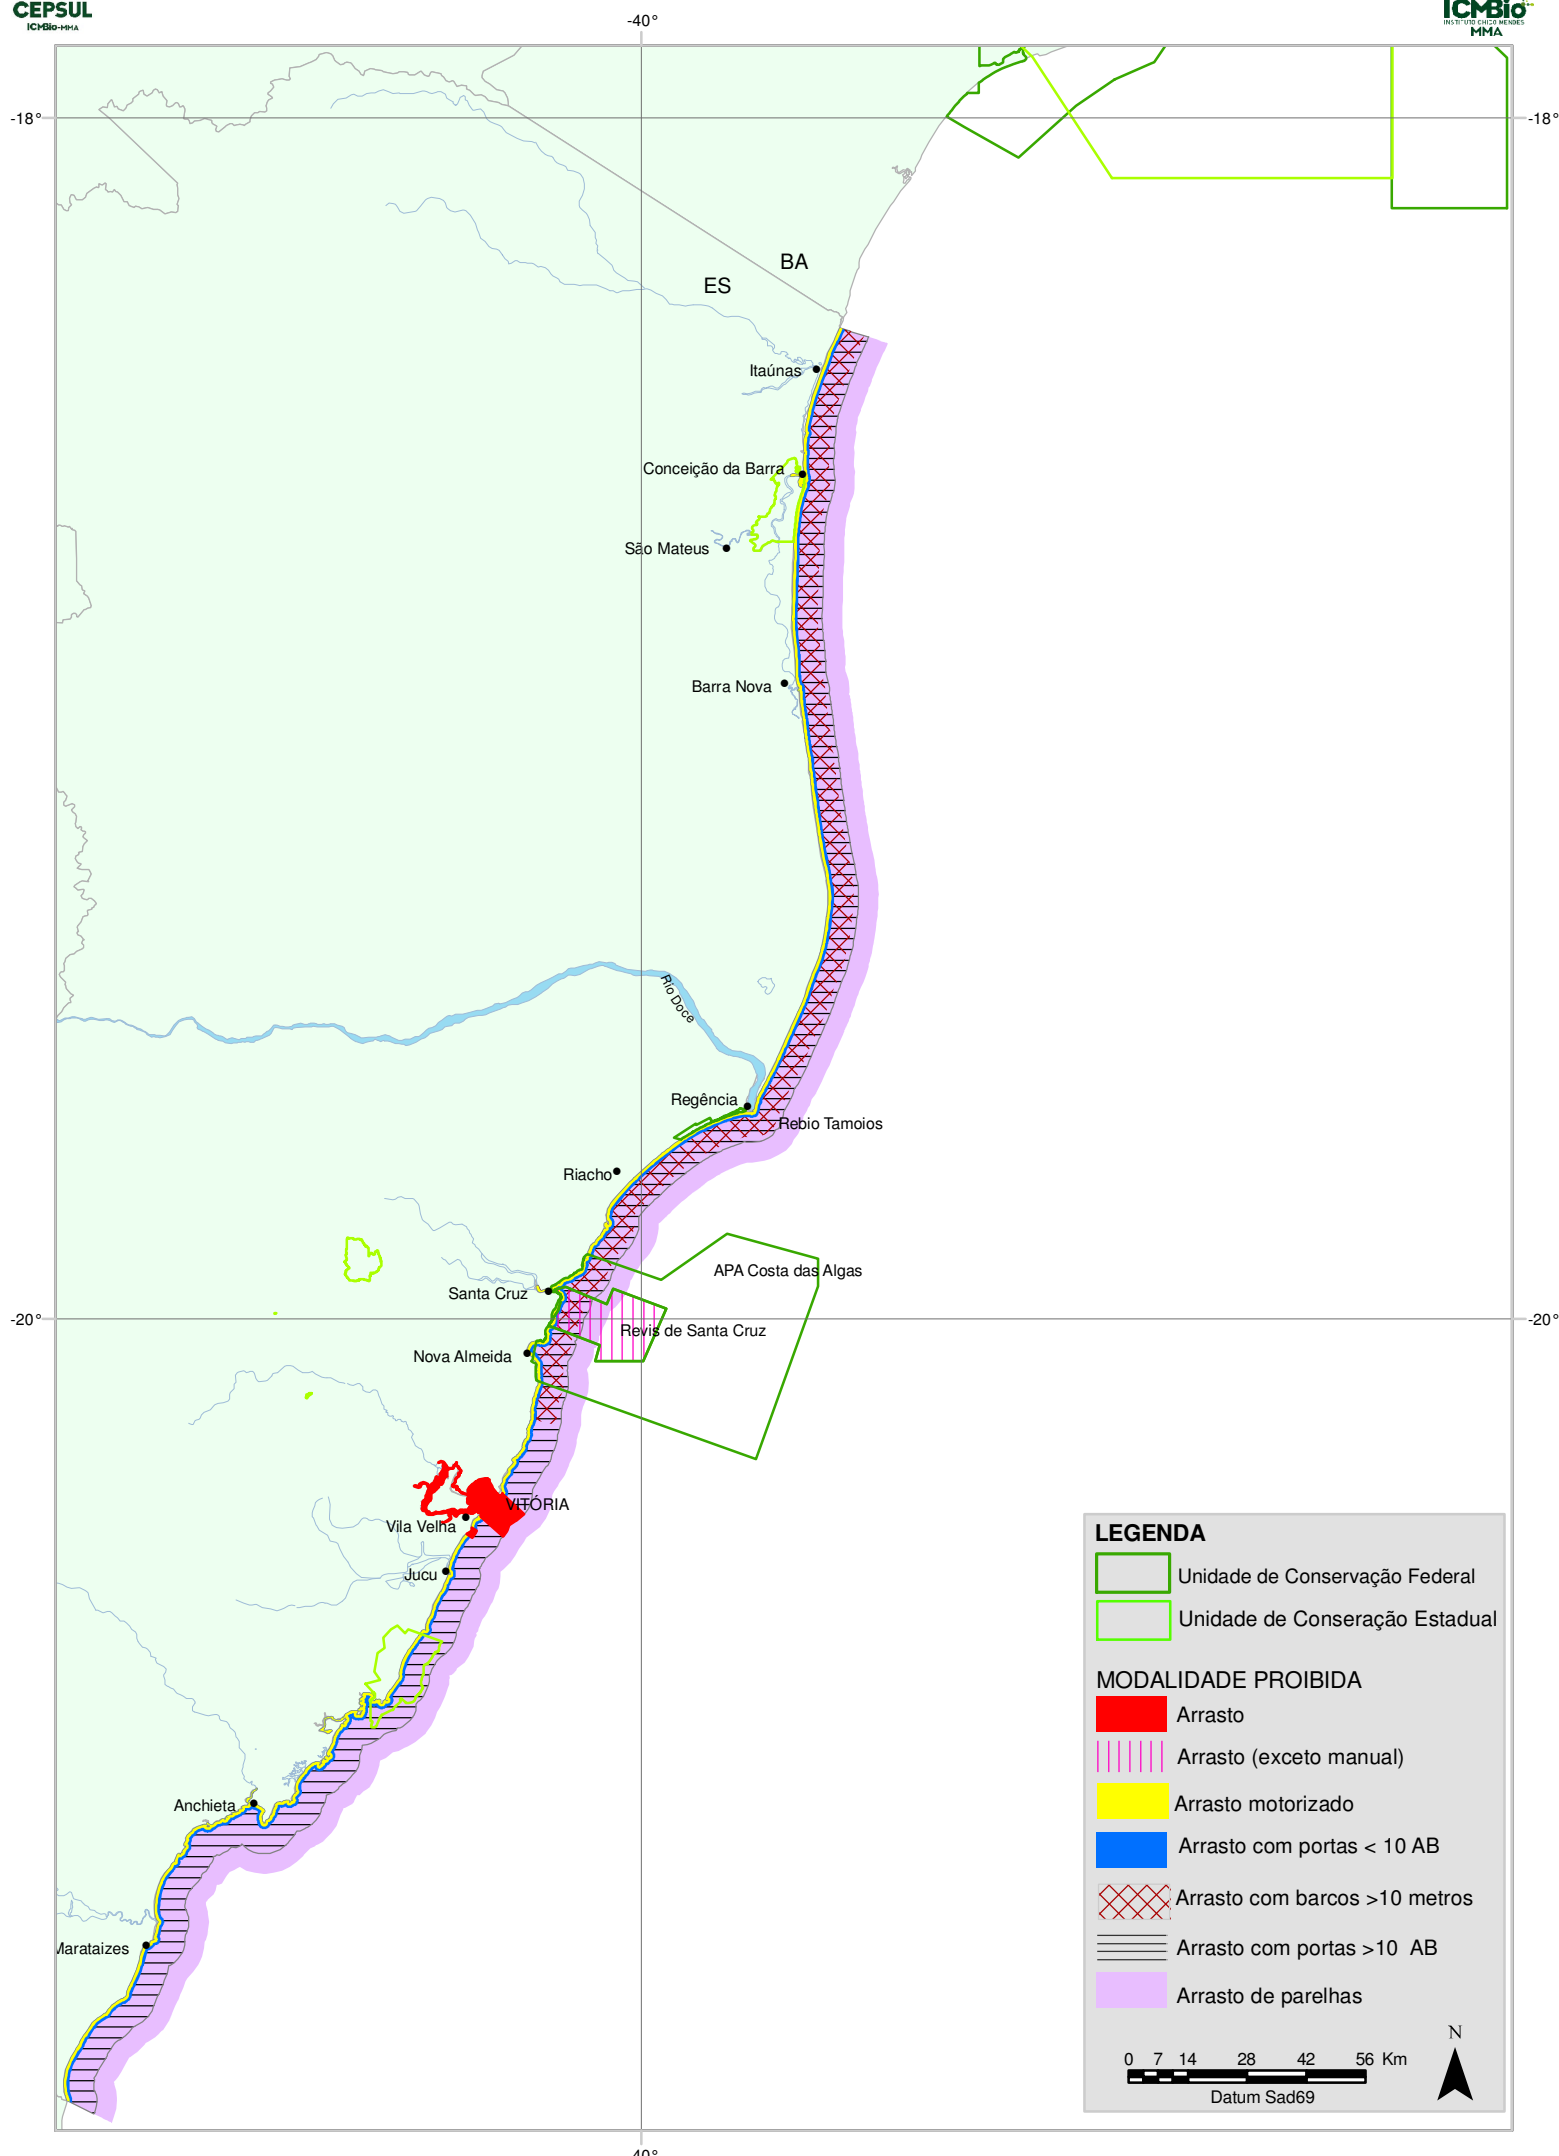 CEPSUL
ICMBio-MMA
ICMBio
INSTITUTO CHICO MENDES
MMA
-40°
-18°
-18°
BA
ES
Itaúnas
Conceição da Barra
São Mateus
Barra Nova
Rio Doce
Regência
Rebio Tamoios
Riacho
APA Costa das Algas
Santa Cruz
-20°
-20°
Revis de Santa Cruz
Nova Almeida
VITÓRIA
Vila Velha
Jucu
Anchieta
Marataizes
LEGENDA
Unidade de Conservação Federal
Unidade de Conseração Estadual
MODALIDADE PROIBIDA
Arrasto
Arrasto (exceto manual)
Arrasto motorizado
Arrasto com portas < 10 AB
Arrasto com barcos >10 metros
Arrasto com portas >10 AB
Arrasto de parelhas
N
0 7 14 28 42 56 Km
Datum Sad69
-40°